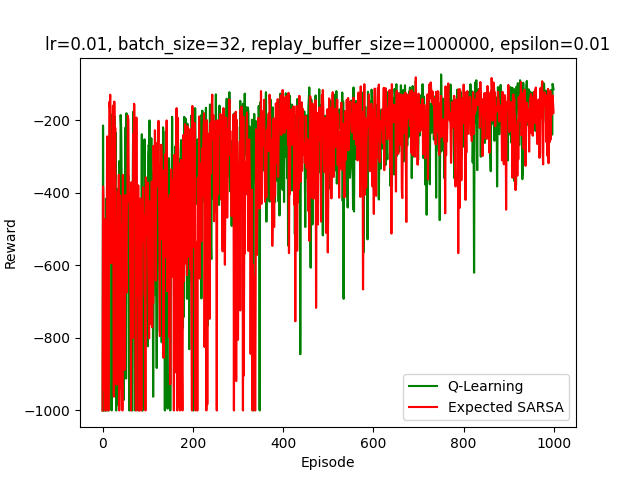 lr=0.01, batch_size=32, replay_buffer_size=1000000, epsilon=0.01
Reward
−200
−400
−600
−800
−1000
0
200
400
600
800
1000
Episode
Q-Learning
Expected SARSA